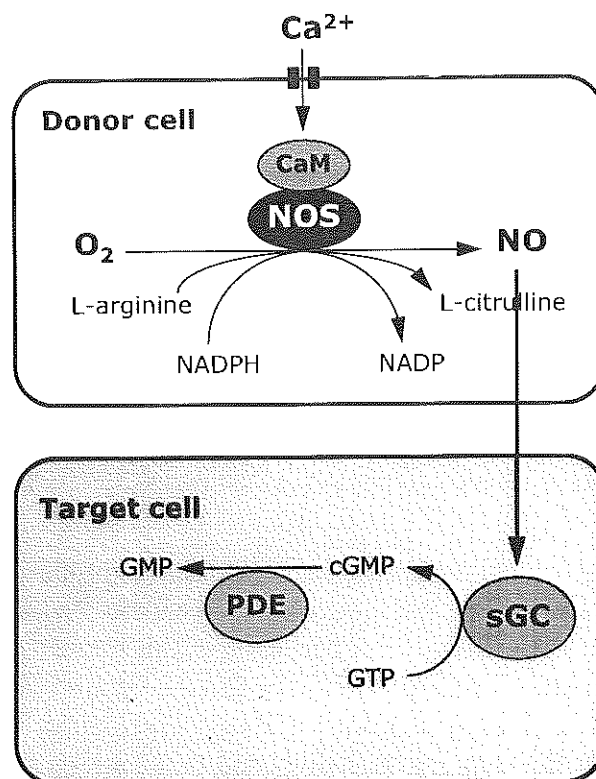 Ca²⁺
Donor cell
CaM
NOS
O₂
NO
L-arginine
L-citrulline
NADPH
NADP
Target cell
GMP
cGMP
PDE
sGC
GTP